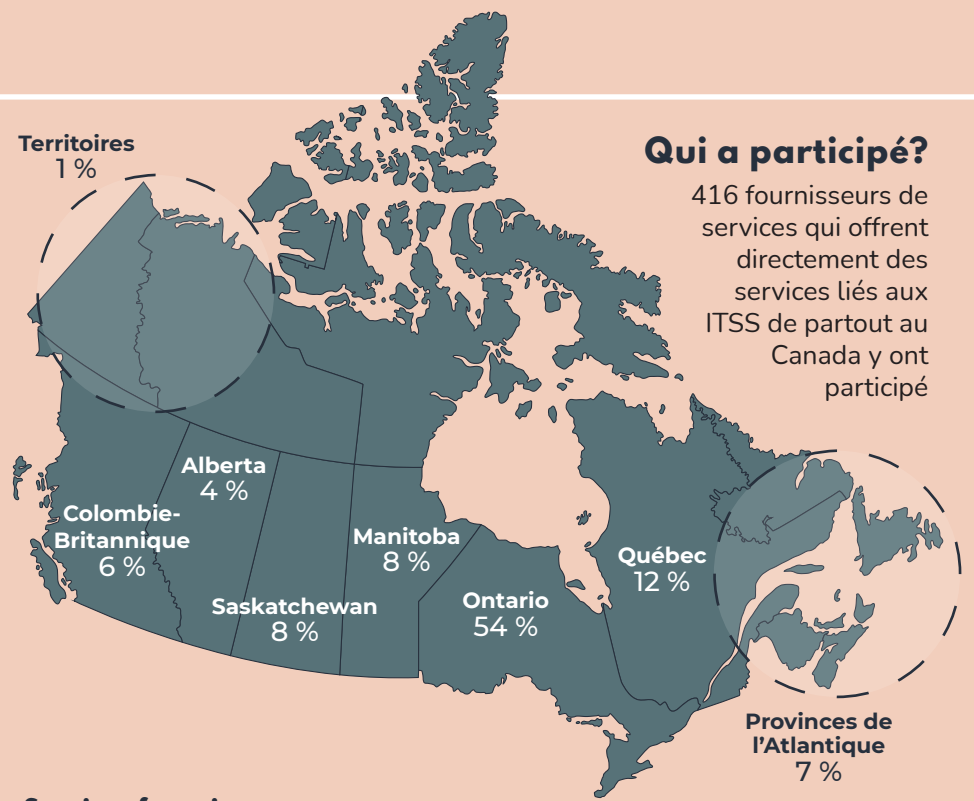 Territoires
1 %
Qui a participé?
416 fournisseurs de
services qui offrent
directement des
services liés aux
ITSS de partout au
Canada y ont
participé
Alberta
4 %
Colombie-
Britannique
6 %
Manitoba
8 %
Saskatchewan
8 %
Ontario
54 %
Québec
12 %
Provinces de
l’Atlantique
7 %